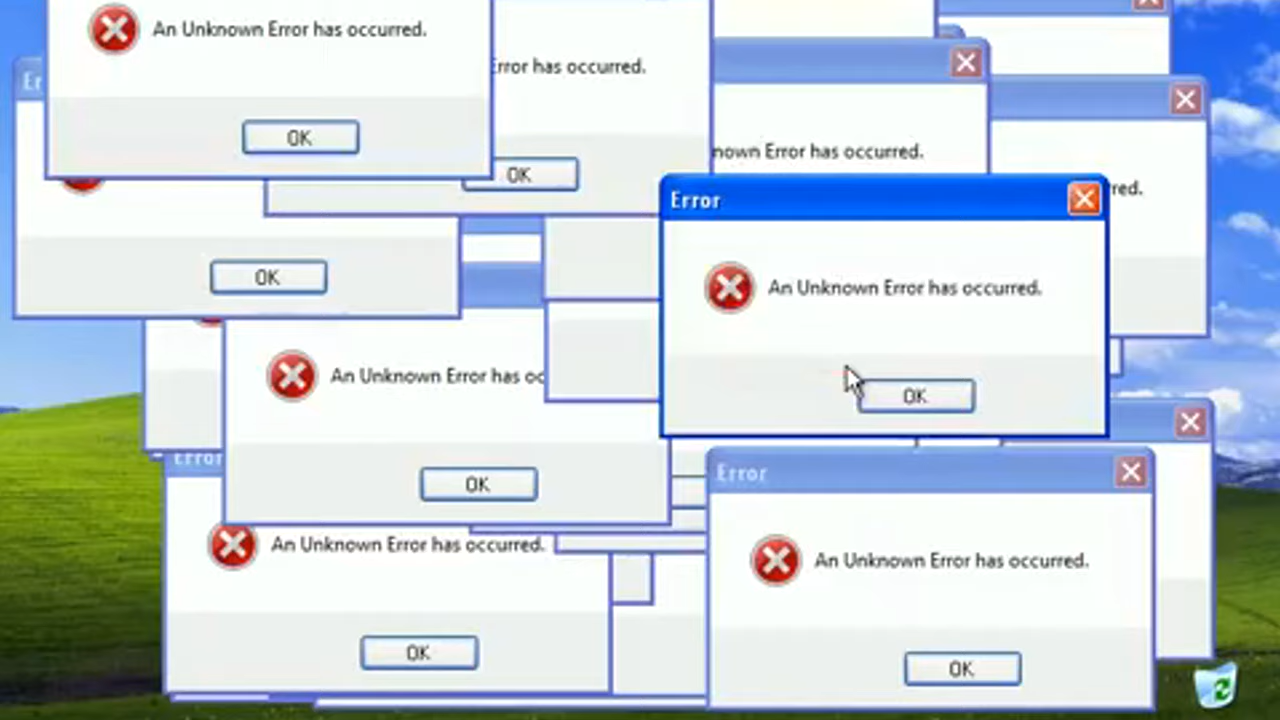 An Unknown Error has occurred.
OK
Error has occurred.
OK
Er
OK
nown Error has occurred.
red.
Error
An Unknown Error has occurred.
OK
An Unknown Error has oc
OK
Error
An Unknown Error has occurred.
OK
Error
An Unknown Error has occurred.
OK